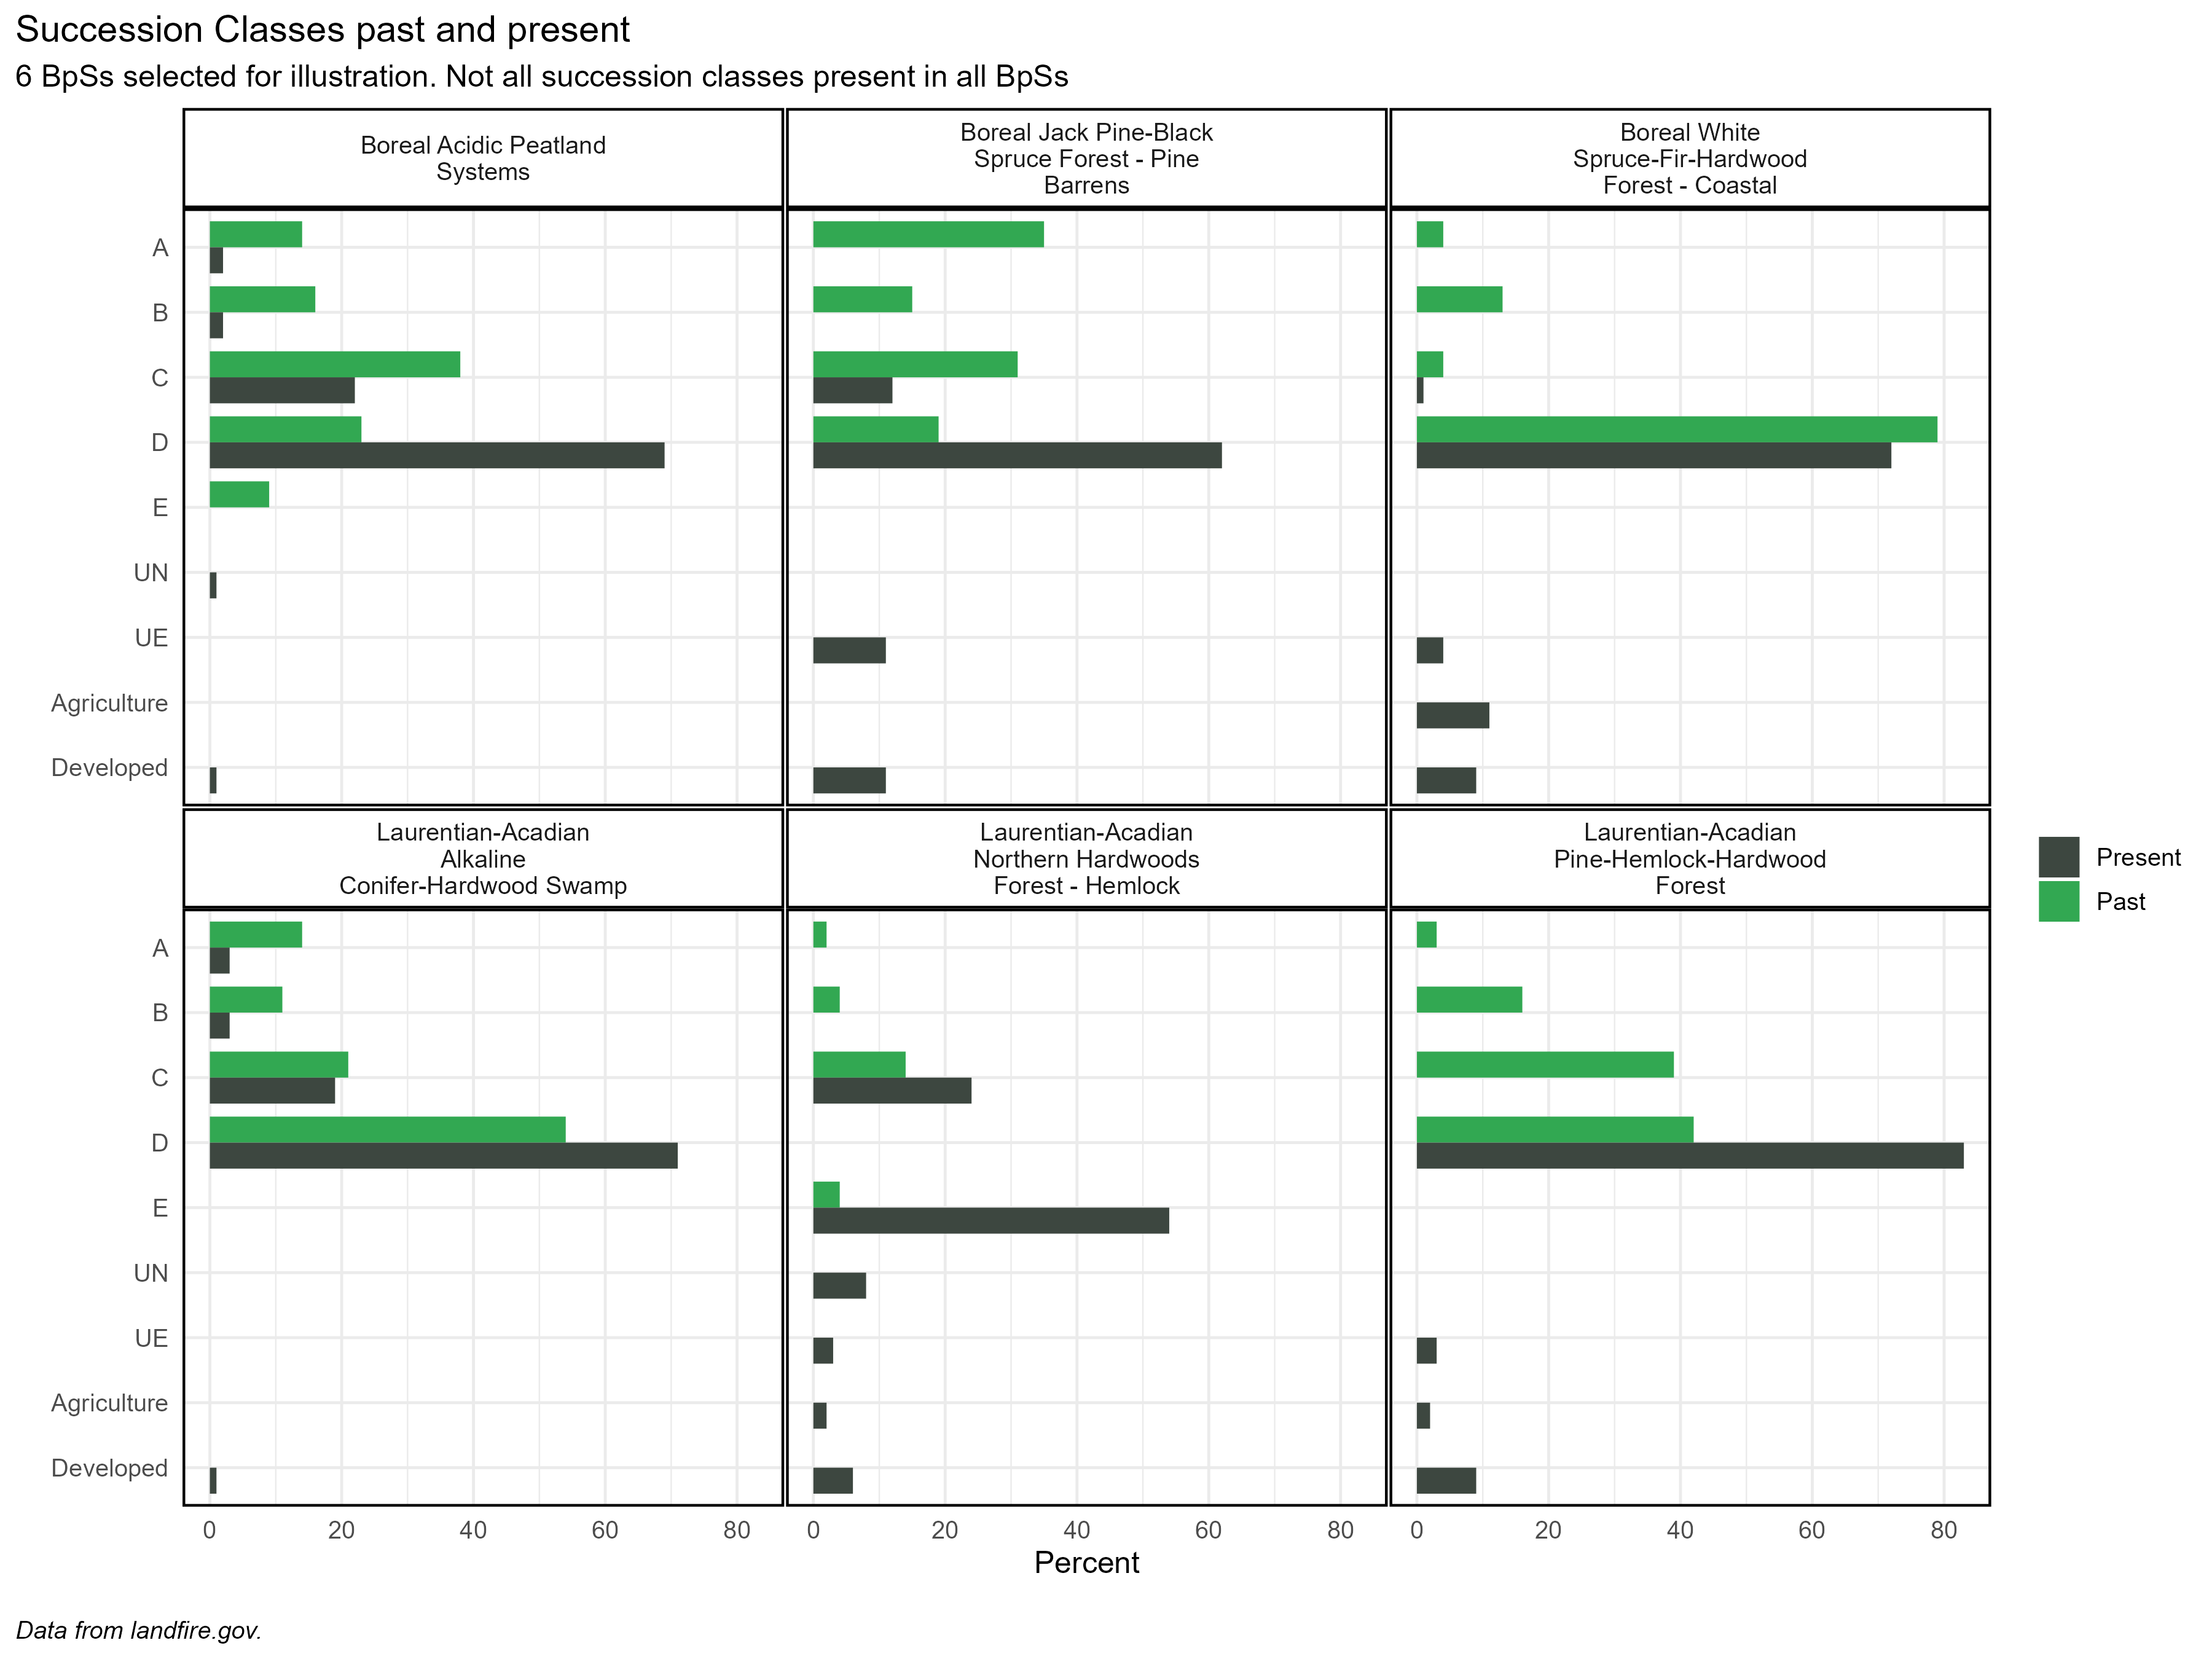 Succession Classes past and present
6 BpSs selected for illustration. Not all succession classes present in all BpSs
Boreal Acidic Peatland
Systems
Boreal Jack Pine-Black
Spruce Forest - Pine
Barrens
Boreal White
Spruce-Fir-Hardwood
Forest - Coastal
A
B
C
D
E
UN
UE
Agriculture
Developed
Laurentian-Acadian
Alkaline
Conifer-Hardwood Swamp
Laurentian-Acadian
Northern Hardwoods
Forest - Hemlock
Laurentian-Acadian
Pine-Hemlock-Hardwood
Forest
Present
Past
A
B
C
D
E
UN
UE
Agriculture
Developed
0 20 40 60 80 0 20 40 60 80 0 20 40 60 80
Percent
Data from landfire.gov.